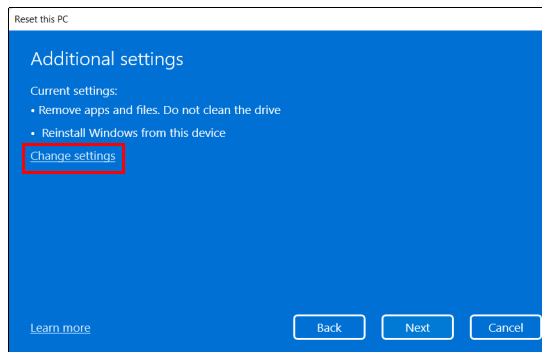 Reset this PC
Additional settings
Current settings:
• Remove apps and files. Do not clean the drive
• Reinstall Windows from this device
Change settings
Learn more
Back
Next
Cancel